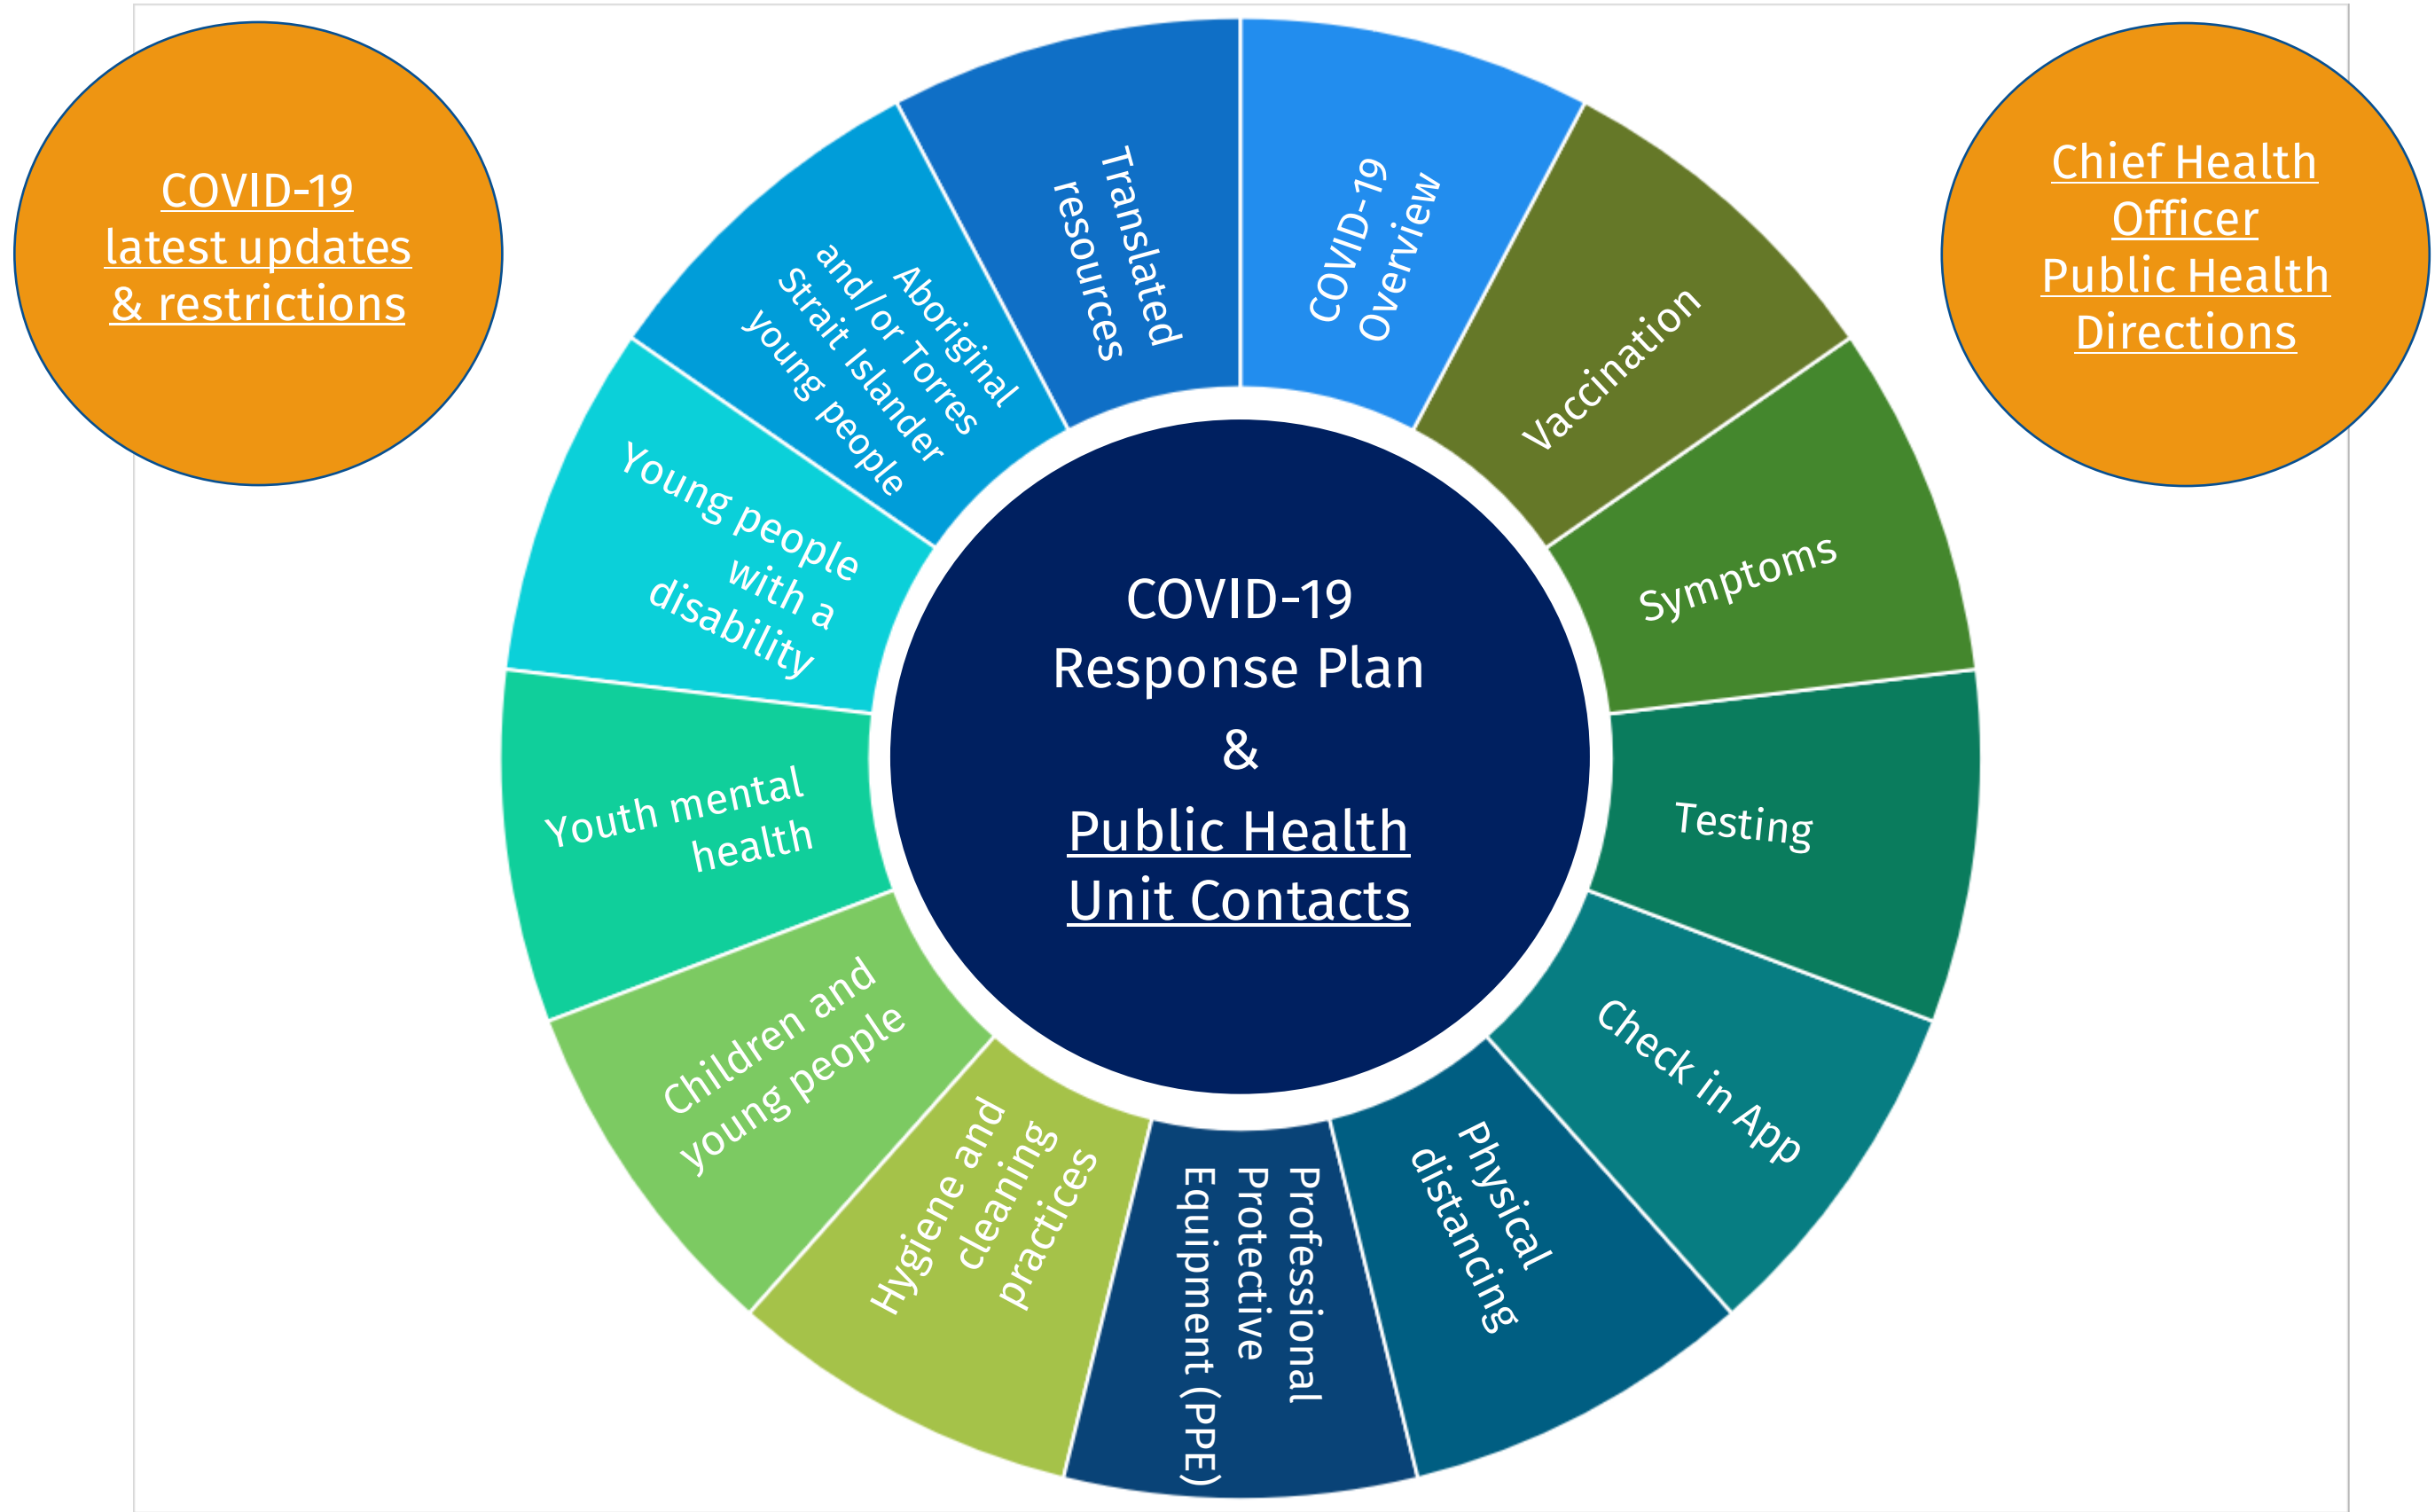 COVID-19
latest updates
& restrictions
Chief Health
Officer
Public Health
Directions
COVID-19
Overview
Vaccination
Symptoms
Testing
Check in App
Physical
distancing
Professional
Protective
Equipment (PPE)
Hygiene and
cleaning
practices
Children and
young people
Youth mental
health
Young people
with a
disability
Aboriginal
and/or Torres
Strait Islander
young people
Translated
resources
COVID-19
Response Plan
&
Public Health
Unit Contacts